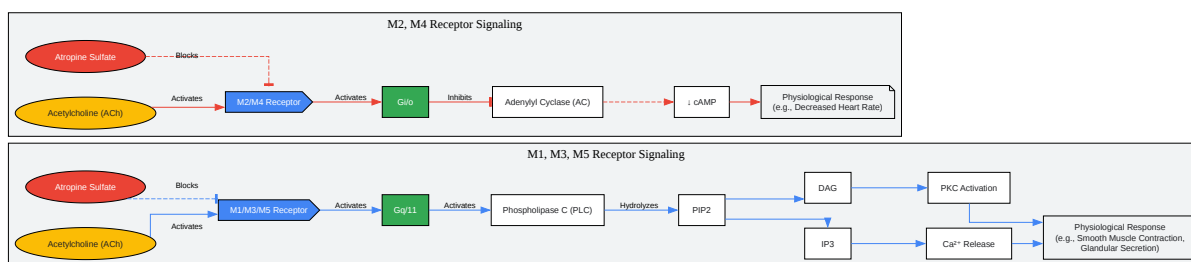 M2, M4 Receptor Signaling
Atropine Sulfate
Blocks
Acetylcholine (ACh)
Activates
M2/M4 Receptor
Activates
Gi/o
Inhibits
Adenylyl Cyclase (AC)
↓ cAMP
Physiological Response
(e.g., Decreased Heart Rate)
M1, M3, M5 Receptor Signaling
Atropine Sulfate
Blocks
Acetylcholine (ACh)
Activates
M1/M3/M5 Receptor
Activates
Gq/11
Activates
Phospholipase C (PLC)
Hydrolyzes
PIP2
DAG
PKC Activation
IP3
Ca²⁺ Release
Physiological Response
(e.g., Smooth Muscle Contraction,
Glandular Secretion)